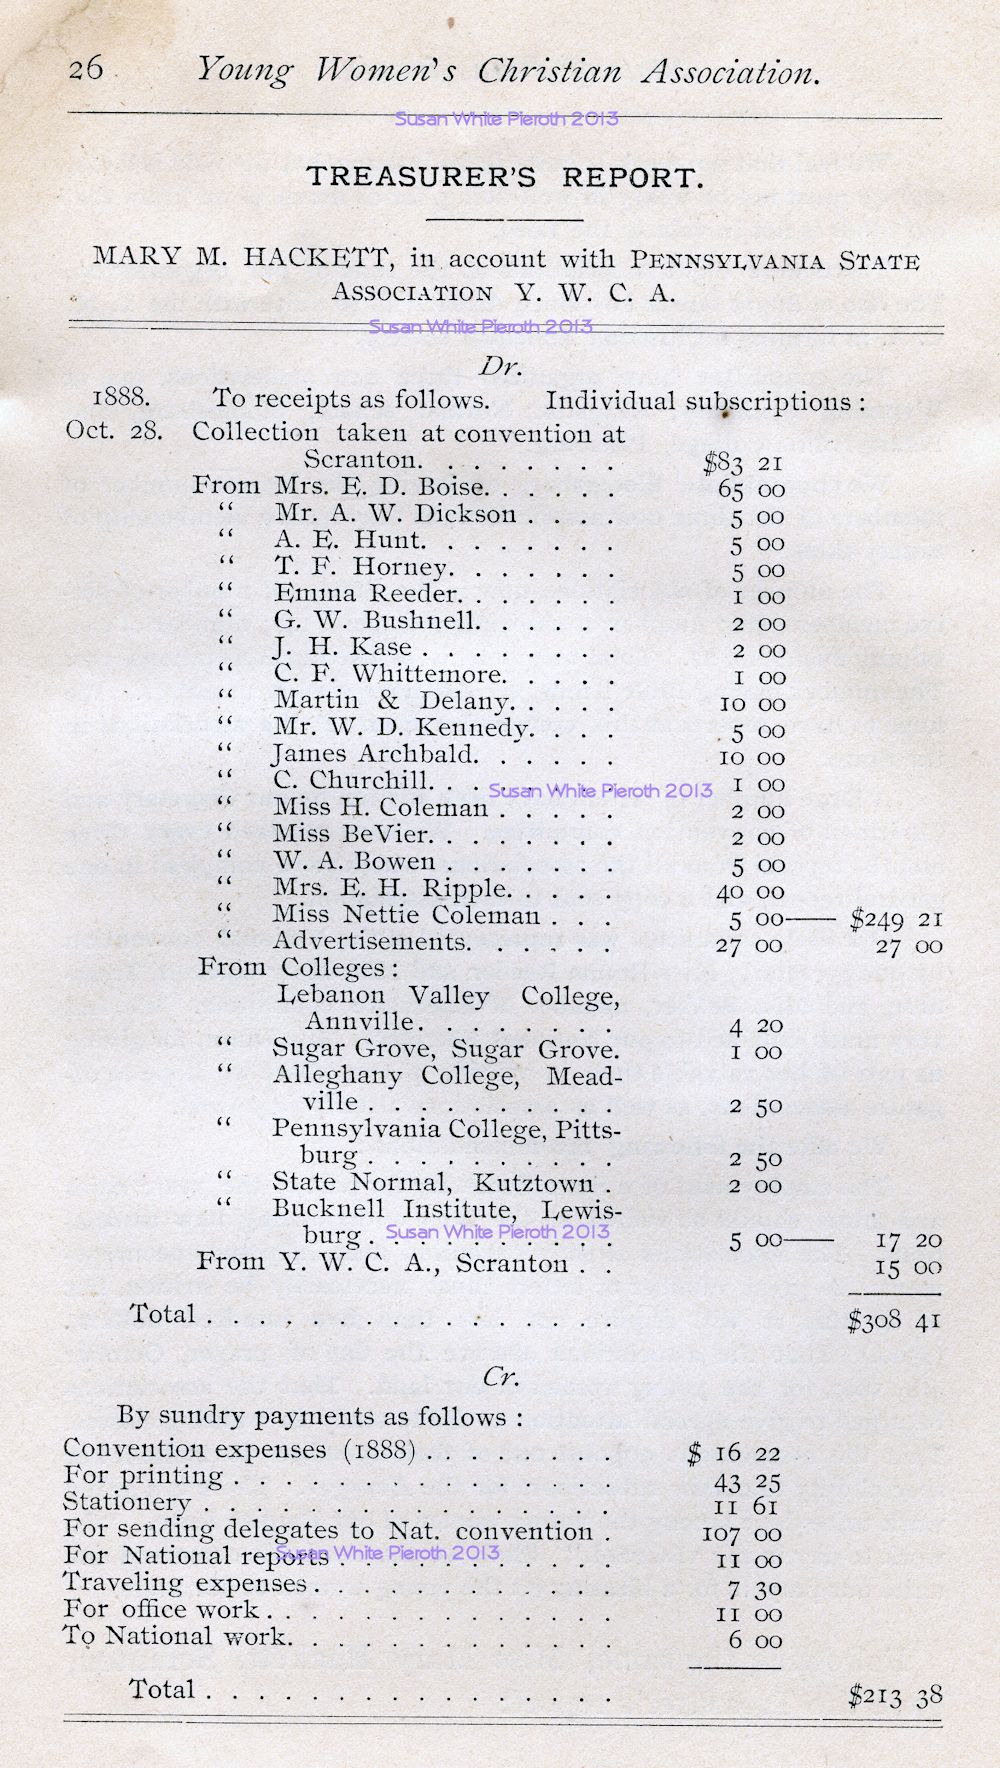 26 Young Women's Christian Association.
Susan White Pieroth 2013
TREASURER'S REPORT.
MARY M. HACKETT, in account with PENNSYLVANIA STATE
ASSOCIATION Y. W. C. A.
Susan White Pieroth 2013
Dr.
1888. To receipts as follows. Individual subscriptions :
Oct. 28. Collection taken at convention at
Scranton. . . . . . . . $83 21
From Mrs. E. D. Boise. . . . . . 65 00
“ Mr. A. W. Dickson . . . . 5 00
“ A. E. Hunt. . . . . . . . 5 00
“ T. F. Horney. . . . . . . 5 00
“ Emma Reeder. . . . . . . 1 00
“ G. W. Bushnell. . . . . . 2 00
“ J. H. Kase . . . . . . . . 2 00
“ C. F. Whittemore. . . . . 1 00
“ Martin & Delany. . . . . 10 00
“ Mr. W. D. Kennedy. . . . 5 00
“ James Archbald. . . . . . 10 00
“ C. Churchill. . . . . . . . 1 00
Susan White Pieroth 2013
“ Miss H. Coleman . . . . . 2 00
“ Miss BeVier. . . . . . . . 2 00
“ W. A. Bowen . . . . . . . 5 00
“ Mrs. E. H. Ripple. . . . . 40 00
“ Miss Nettie Coleman . . . 5 00—— $249 21
“ Advertisements. . . . . . 27 00 27 00
From Colleges :
Lebanon Valley College,
Annville. . . . . . . . 4 20
“ Sugar Grove, Sugar Grove. 1 00
“ Alleghany College, Mead-
ville . . . . . . . . . . 2 50
“ Pennsylvania College, Pitts-
burg . . . . . . . . . . 2 50
“ State Normal, Kutztown . 2 00
“ Bucknell Institute, Lewis-
burg . . . . . . . . . . 5 00—— 17 20
Susan White Pieroth 2013
From Y. W. C. A., Scranton . . 15 00
Total . . . . . . . . . . . . . . . . $308 41
Cr.
By sundry payments as follows :
Convention expenses (1888) . . . . . . . . $ 16 22
For printing . . . . . . . . . . . . . . . 43 25
Stationery . . . . . . . . . . . . . . . . 11 61
For sending delegates to Nat. convention . 107 00
For National reports . . . . . . . . . . . 11 00
Susan White Pieroth 2013
Traveling expenses . . . . . . . . . . . . 7 30
For office work . . . . . . . . . . . . . . 11 00
To National work. . . . . . . . . . . . . 6 00
Total . . . . . . . . . . . . . . . . $213 38